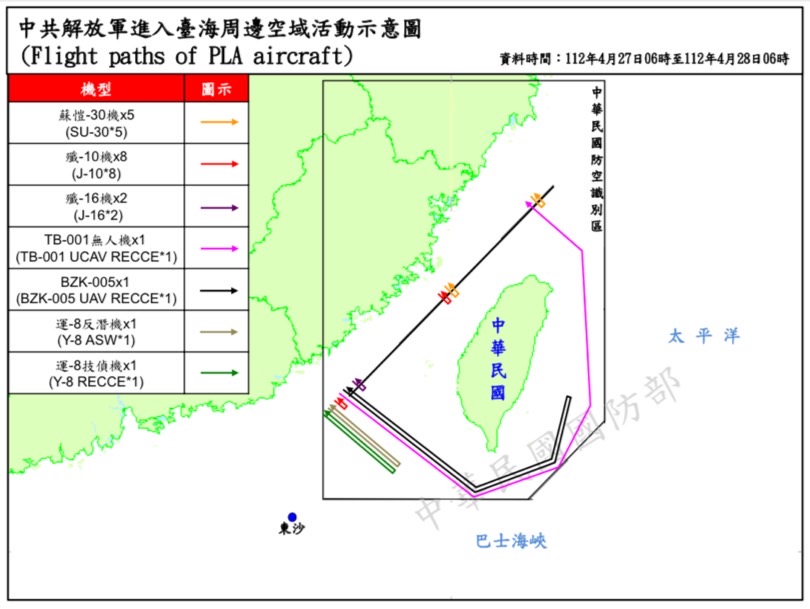 中共解放軍進入臺海周邊空域活動示意圖
(Flight paths of PLA aircraft)
資料時間：112年4月27日06時至112年4月28日06時
機型 圖示
蘇愷-30機x5
(SU-30*5)
殲-10機x8
(J-10*8)
殲-16機x2
(J-16*2)
TB-001無人機x1
(TB-001 UCAV RECCE*1)
BZK-005x1
(BZK-005 UAV RECCE*1)
運-8反潛機x1
(Y-8 ASW*1)
運-8技偵機x1
(Y-8 RECCE*1)
中華民國防空識別區
中華民國
太平洋
中華民國國防部
東沙
巴士海峽